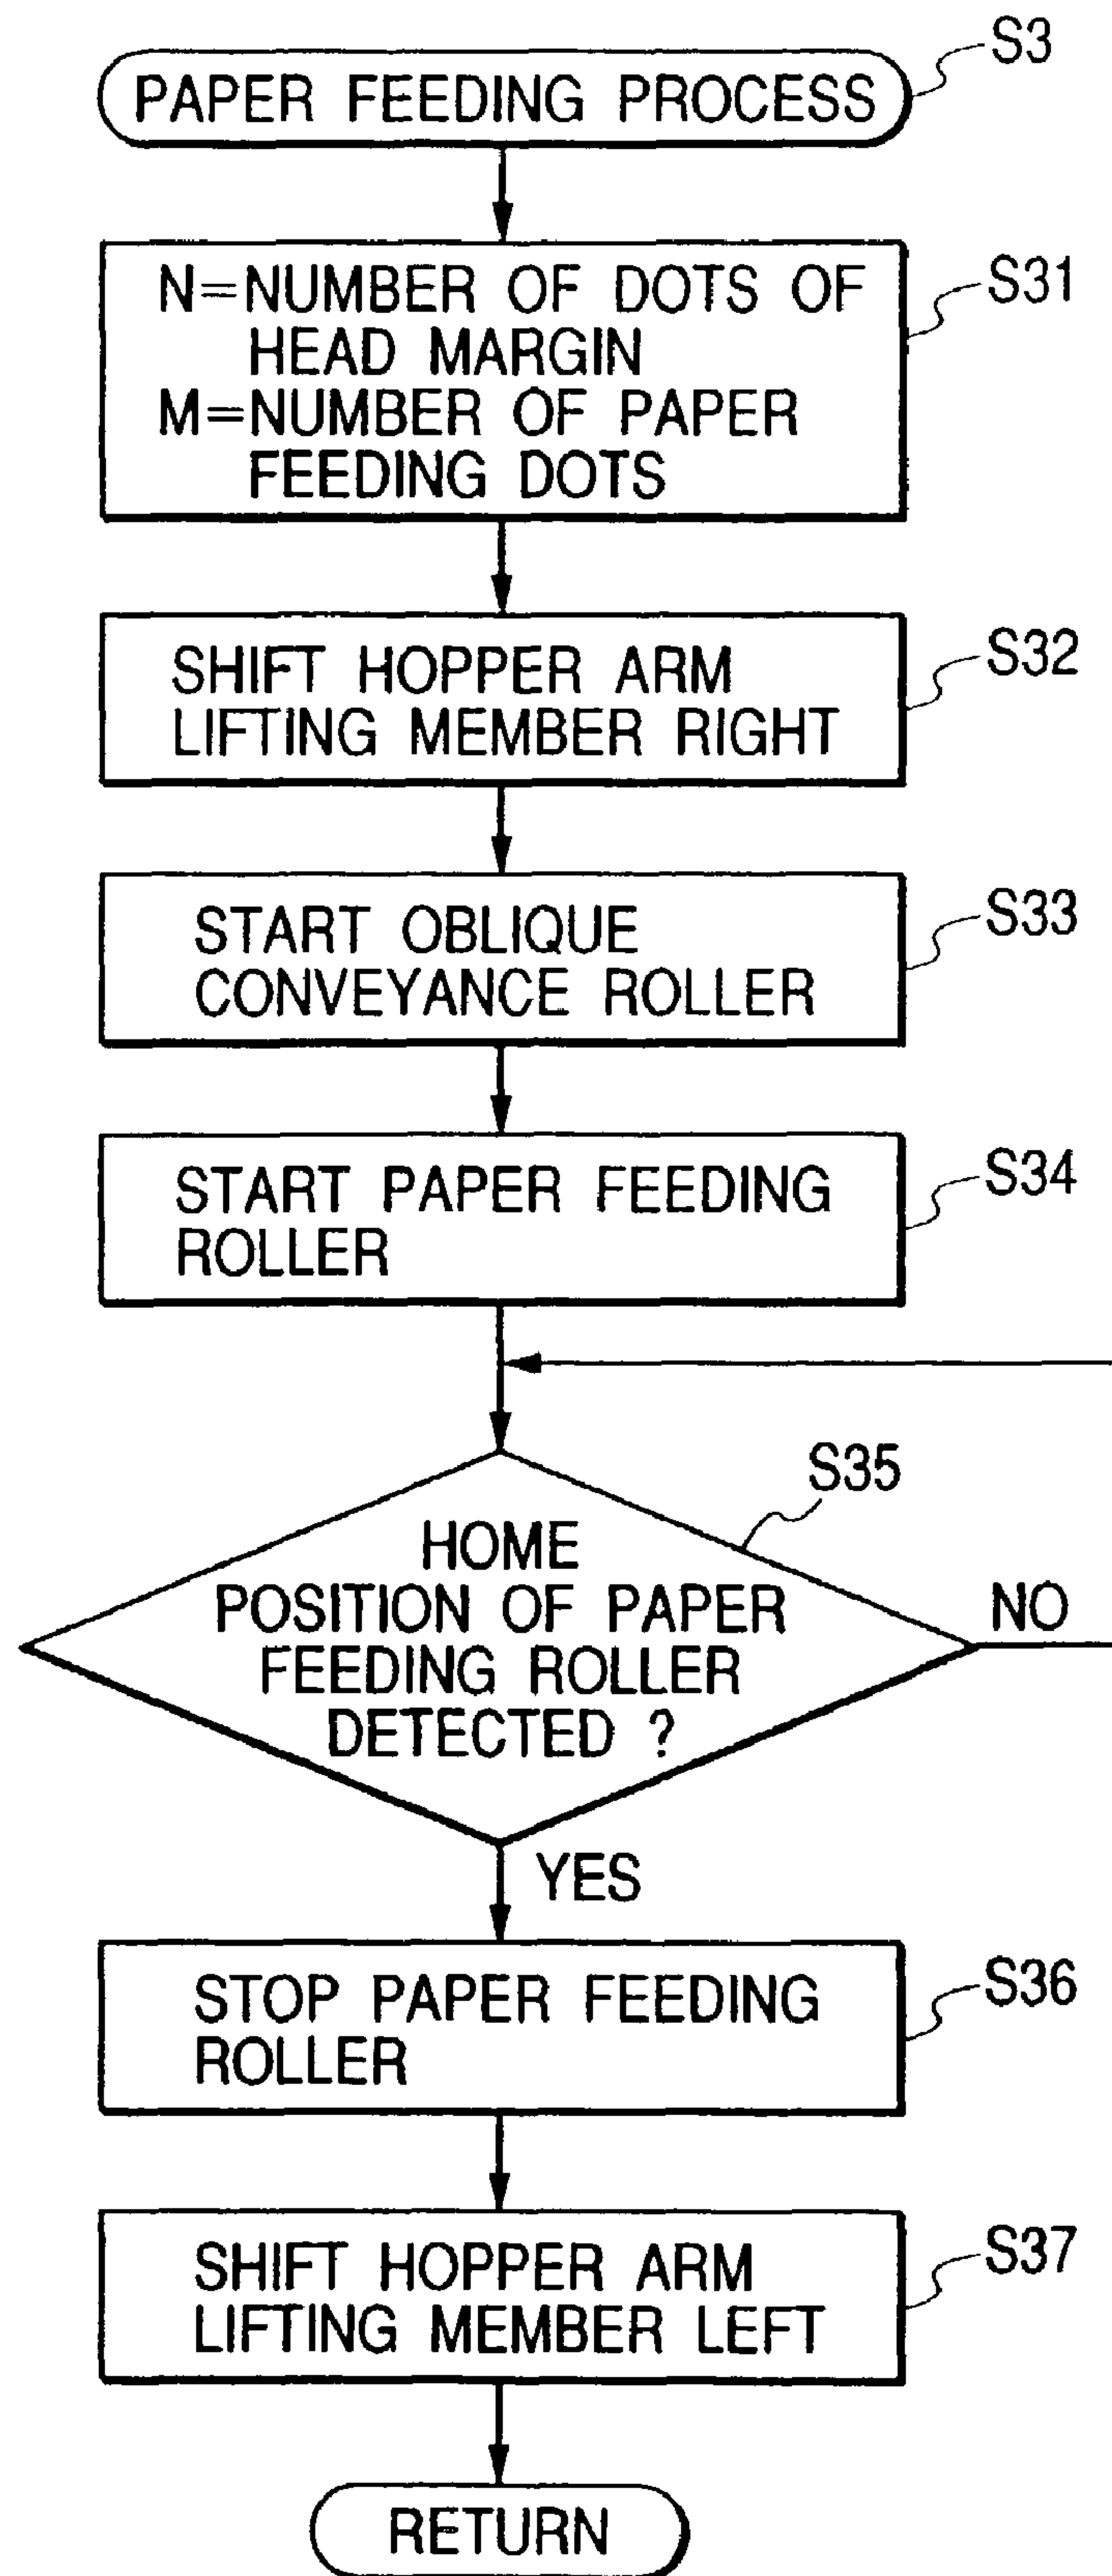 S3
PAPER FEEDING PROCESS
S31
N=NUMBER OF DOTS OF
HEAD MARGIN
M=NUMBER OF PAPER
FEEDING DOTS
S32
SHIFT HOPPER ARM
LIFTING MEMBER RIGHT
S33
START OBLIQUE
CONVEYANCE ROLLER
S34
START PAPER FEEDING
ROLLER
S35
HOME
POSITION OF PAPER
FEEDING ROLLER
DETECTED ?
NO
YES
S36
STOP PAPER FEEDING
ROLLER
S37
SHIFT HOPPER ARM
LIFTING MEMBER LEFT
RETURN